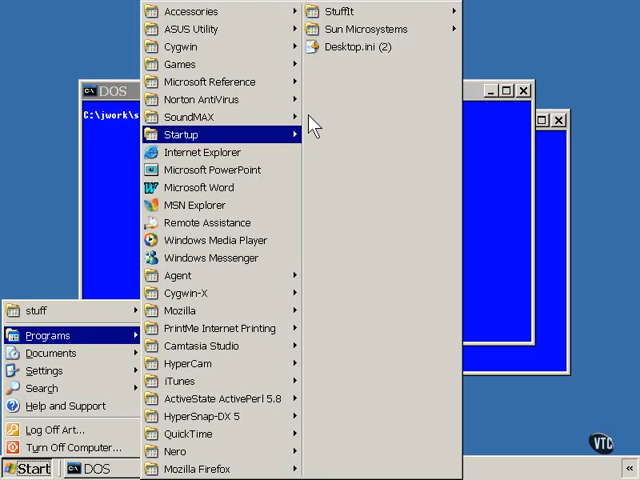 Accessories
ASUS Utility
Cygwin
Games
Microsoft Reference
Norton AntiVirus
SoundMAX
Startup
Internet Explorer
Microsoft PowerPoint
Microsoft Word
MSN Explorer
Remote Assistance
Windows Media Player
Windows Messenger
Agent
Cygwin-X
Mozilla
PrintMe Internet Printing
Camtasia Studio
HyperCam
iTunes
ActiveState ActivePerl 5.8
HyperSnap-DX 5
QuickTime
Nero
Mozilla Firefox
StuffIt
Sun Microsystems
Desktop.ini (2)
DOS
C:\jwork\s
stuff
Programs
Documents
Settings
Search
Help and Support
Log Off Art...
Turn Off Computer...
Start
DOS
VTC
«